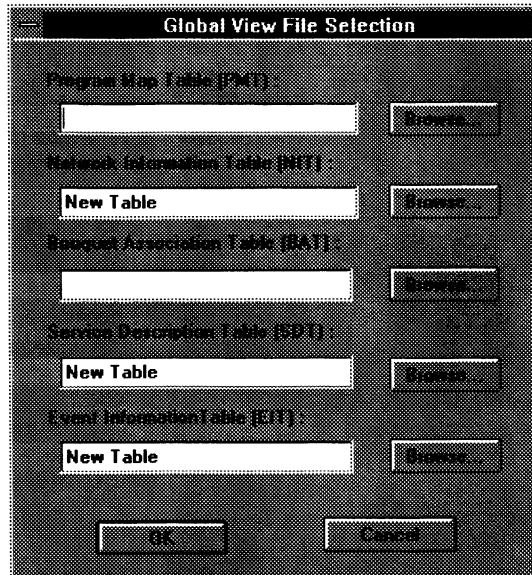 Global View File Selection
Program Map Table (PMT) :
Browse...
Network Information Table (NIT) :
New Table
Browse...
Bouquet Association Table (BAT) :
Browse...
Service Description Table (SDT) :
New Table
Browse...
Event InformationTable (EIT) :
New Table
Browse...
OK
Cancel